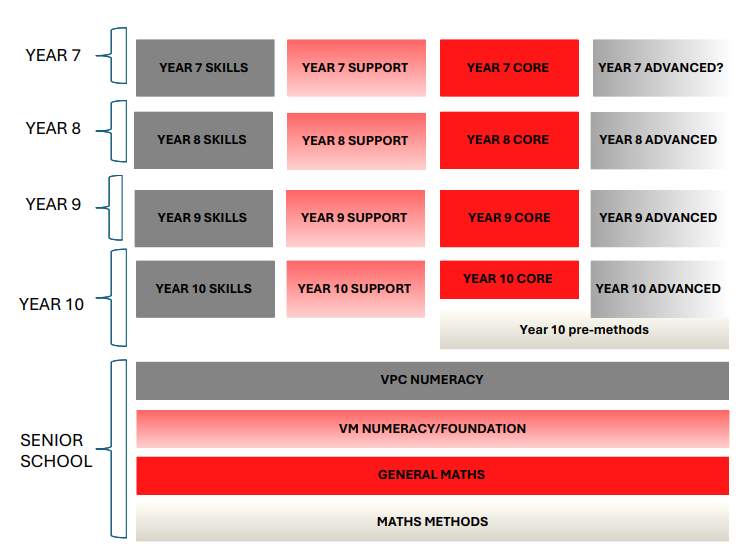 YEAR 7
YEAR 7 SKILLS
YEAR 7 SUPPORT
YEAR 7 CORE
YEAR 7 ADVANCED?
YEAR 8
YEAR 8 SKILLS
YEAR 8 SUPPORT
YEAR 8 CORE
YEAR 8 ADVANCED
YEAR 9
YEAR 9 SKILLS
YEAR 9 SUPPORT
YEAR 9 CORE
YEAR 9 ADVANCED
YEAR 10
YEAR 10 SKILLS
YEAR 10 SUPPORT
YEAR 10 CORE
YEAR 10 ADVANCED
Year 10 pre-methods
SENIOR
SCHOOL
VPC NUMERACY
VM NUMERACY/FOUNDATION
GENERAL MATHS
MATHS METHODS